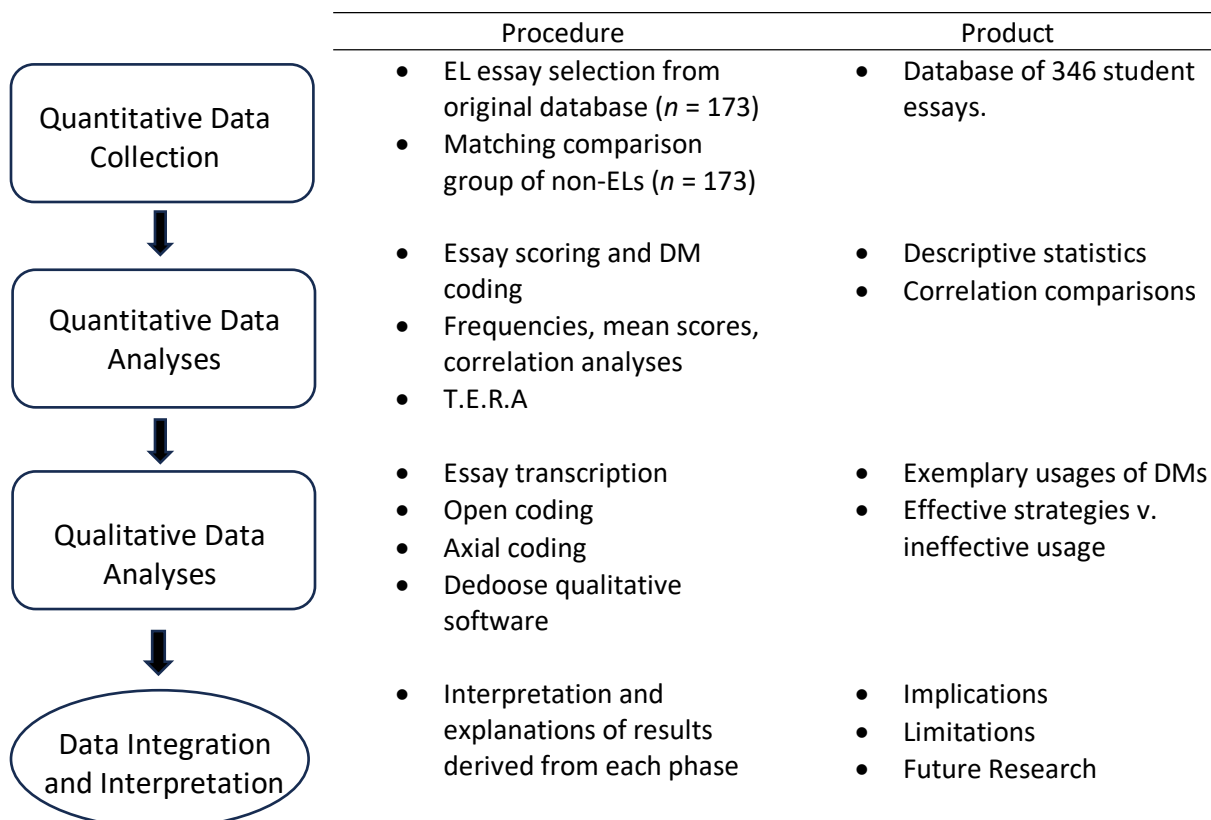 Procedure
Product
Quantitative Data
Collection
• EL essay selection from
original database (n = 173)
• Matching comparison
group of non-ELs (n = 173)
• Database of 346 student
essays.
Quantitative Data
Analyses
• Essay scoring and DM
coding
• Frequencies, mean scores,
correlation analyses
• T.E.R.A
• Descriptive statistics
• Correlation comparisons
Qualitative Data
Analyses
• Essay transcription
• Open coding
• Axial coding
• Dedoose qualitative
software
• Exemplary usages of DMs
• Effective strategies v.
ineffective usage
Data Integration
and Interpretation
• Interpretation and
explanations of results
derived from each phase
• Implications
• Limitations
• Future Research